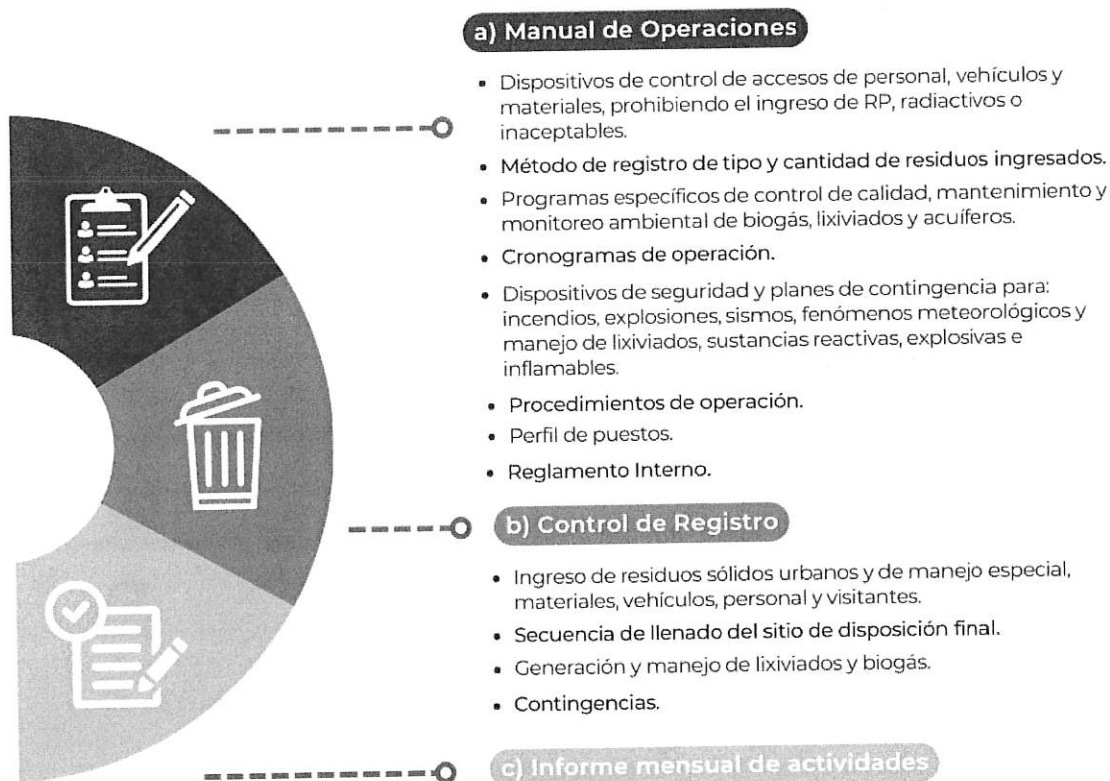 a) Manual de Operaciones
• Dispositivos de control de accesos de personal, vehículos y
materiales, prohibiendo el ingreso de RP, radiactivos o
inaceptables.
• Método de registro de tipo y cantidad de residuos ingresados.
• Programas específicos de control de calidad, mantenimiento y
monitoreo ambiental de biogás, lixiviados y acuíferos.
• Cronogramas de operación.
• Dispositivos de seguridad y planes de contingencia para:
incendios, explosiones, sismos, fenómenos meteorológicos y
manejo de lixiviados, sustancias reactivas, explosivas e
inflamables.
• Procedimientos de operación.
• Perfil de puestos.
• Reglamento Interno.
b) Control de Registro
• Ingreso de residuos sólidos urbanos y de manejo especial,
materiales, vehículos, personal y visitantes.
• Secuencia de llenado del sitio de disposición final.
• Generación y manejo de lixiviados y biogás.
• Contingencias.
c) Informe mensual de actividades